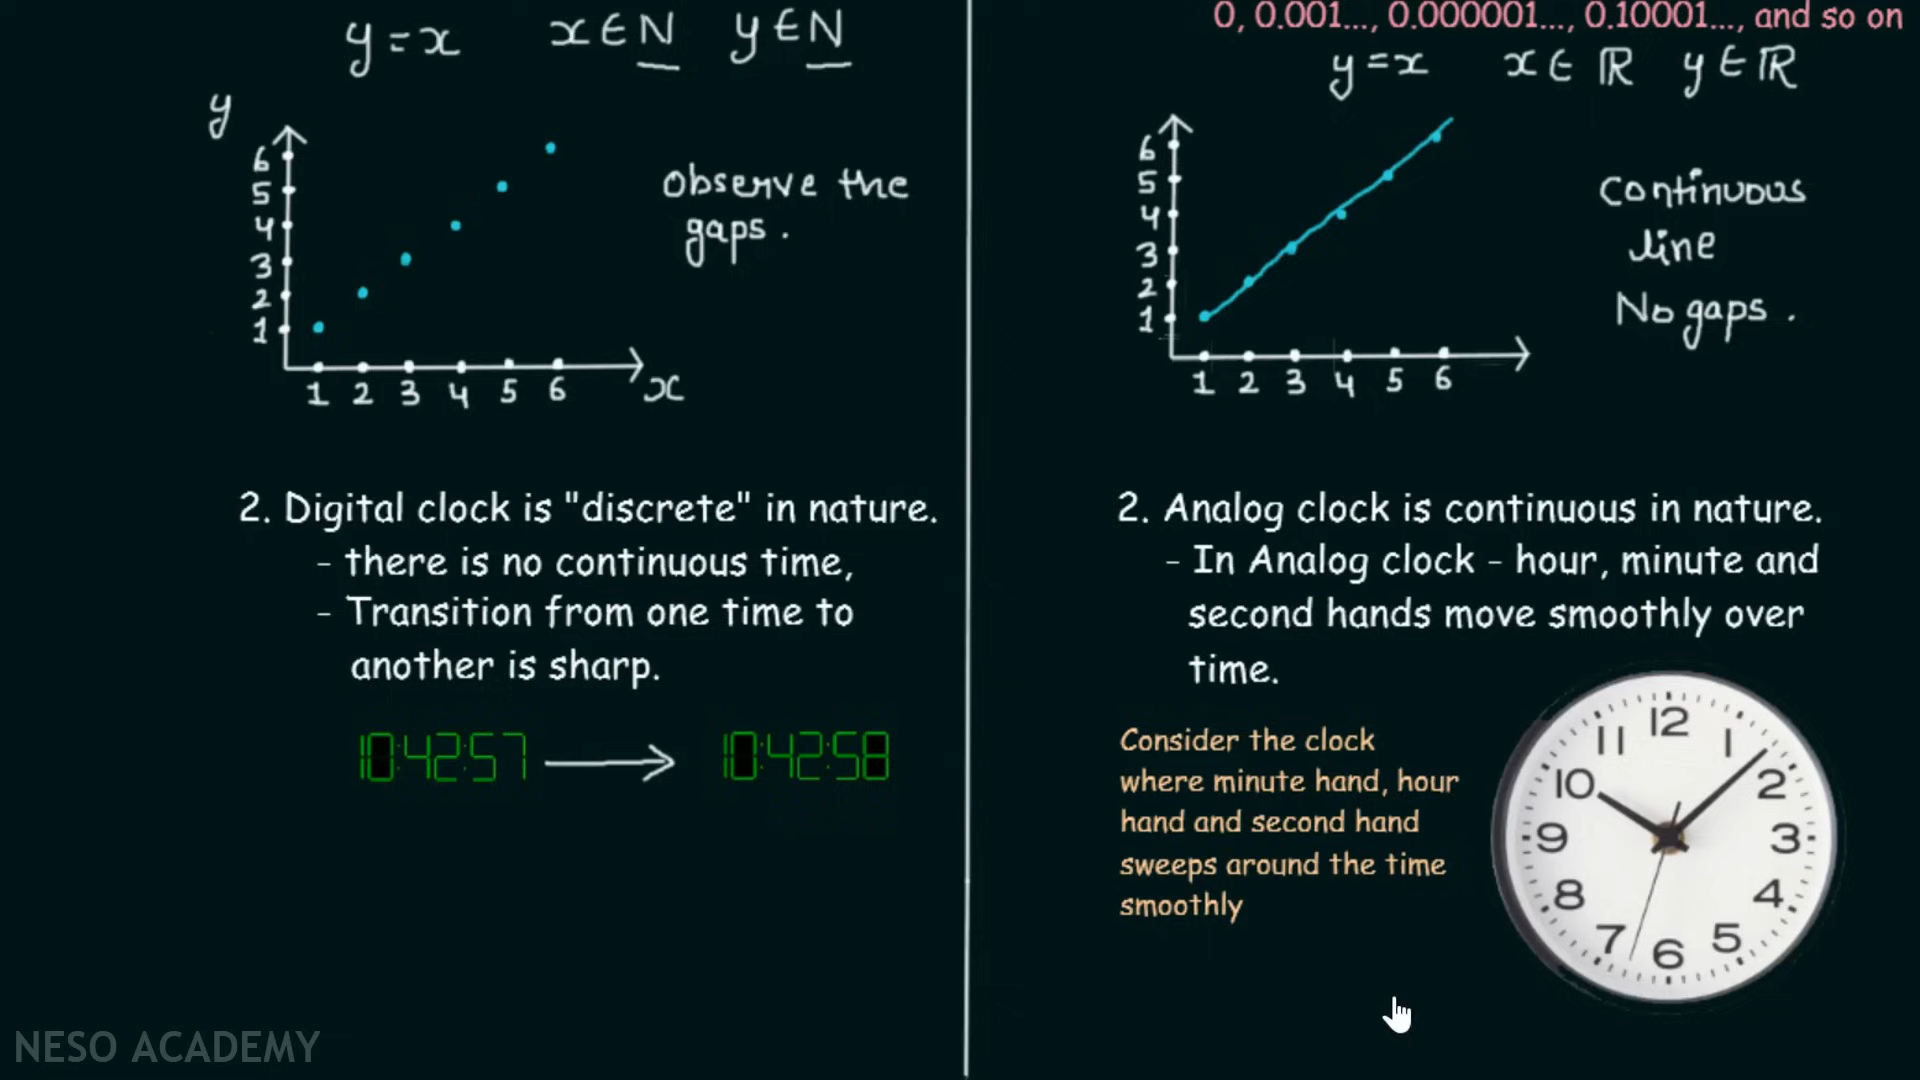 y = x x ∈ N y ∈ N
y
6
5
4
3
2
1
1 2 3 4 5 6 x
Observe the
gaps.
2. Digital clock is "discrete" in nature.
- there is no continuous time,
- Transition from one time to
another is sharp.
10:42:57 → 10:42:58
0, 0.001..., 0.000001..., 0.10001..., and so on
y = x x ∈ ℝ y ∈ ℝ
6
5
4
3
2
1
1 2 3 4 5 6
Continuous
line
No gaps.
2. Analog clock is continuous in nature.
- In Analog clock - hour, minute and
second hands move smoothly over
time.
Consider the clock
where minute hand, hour
hand and second hand
sweeps around the time
smoothly
12
1
2
3
4
5
6
7
8
9
10
11
NESO ACADEMY